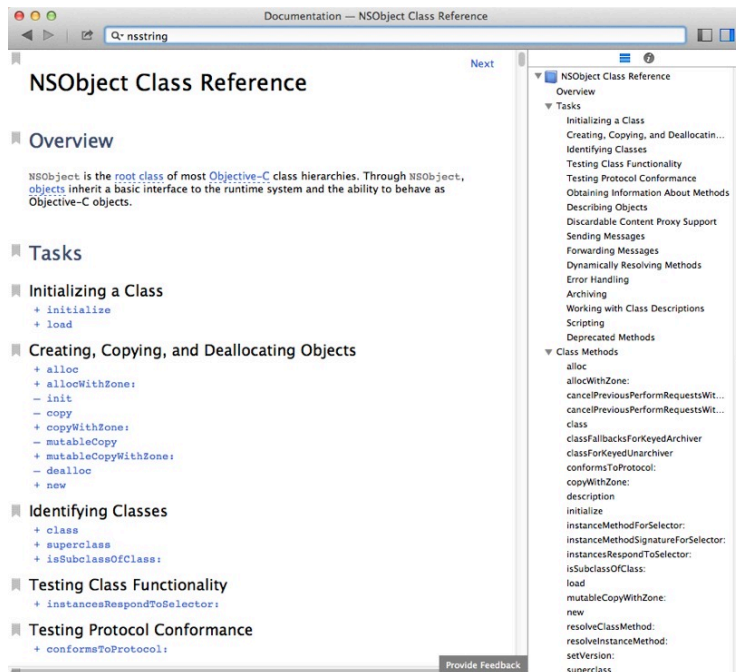 Documentation — NSObject Class Reference
nsstring
Next
NSObject Class Reference
Overview
NSObject is the root class of most Objective-C class hierarchies. Through NSObject,
objects inherit a basic interface to the runtime system and the ability to behave as
Objective-C objects.
Tasks
Initializing a Class
+ initialize
+ load
Creating, Copying, and Deallocating Objects
+ alloc
+ allocWithZone:
– init
– copy
+ copyWithZone:
– mutableCopy
+ mutableCopyWithZone:
– dealloc
+ new
Identifying Classes
+ class
+ superclass
+ isSubclassOfClass:
Testing Class Functionality
+ instancesRespondToSelector:
Testing Protocol Conformance
+ conformsToProtocol:
Provide Feedback
NSObject Class Reference
Overview
Tasks
Initializing a Class
Creating, Copying, and Deallocatin...
Identifying Classes
Testing Class Functionality
Testing Protocol Conformance
Obtaining Information About Methods
Describing Objects
Discardable Content Proxy Support
Sending Messages
Forwarding Messages
Dynamically Resolving Methods
Error Handling
Archiving
Working with Class Descriptions
Scripting
Deprecated Methods
Class Methods
alloc
allocWithZone:
cancelPreviousPerformRequestsWit...
cancelPreviousPerformRequestsWit...
class
classFallbacksForKeyedArchiver
classForKeyedUnarchiver
conformsToProtocol:
copyWithZone:
description
initialize
instanceMethodForSelector:
instanceMethodSignatureForSelector:
instancesRespondToSelector:
isSubclassOfClass:
load
mutableCopyWithZone:
new
resolveClassMethod:
resolveInstanceMethod:
setVersion:
superclass